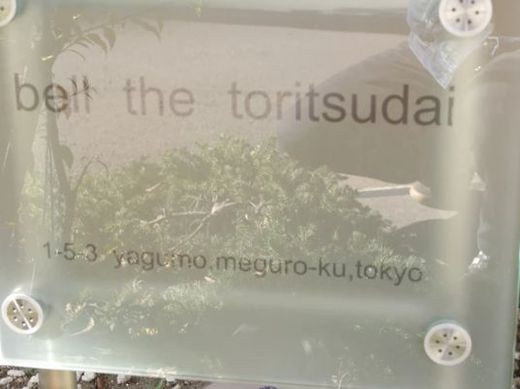 bell the toritsudai
1-5-3 yagumo,meguro-ku,tokyo